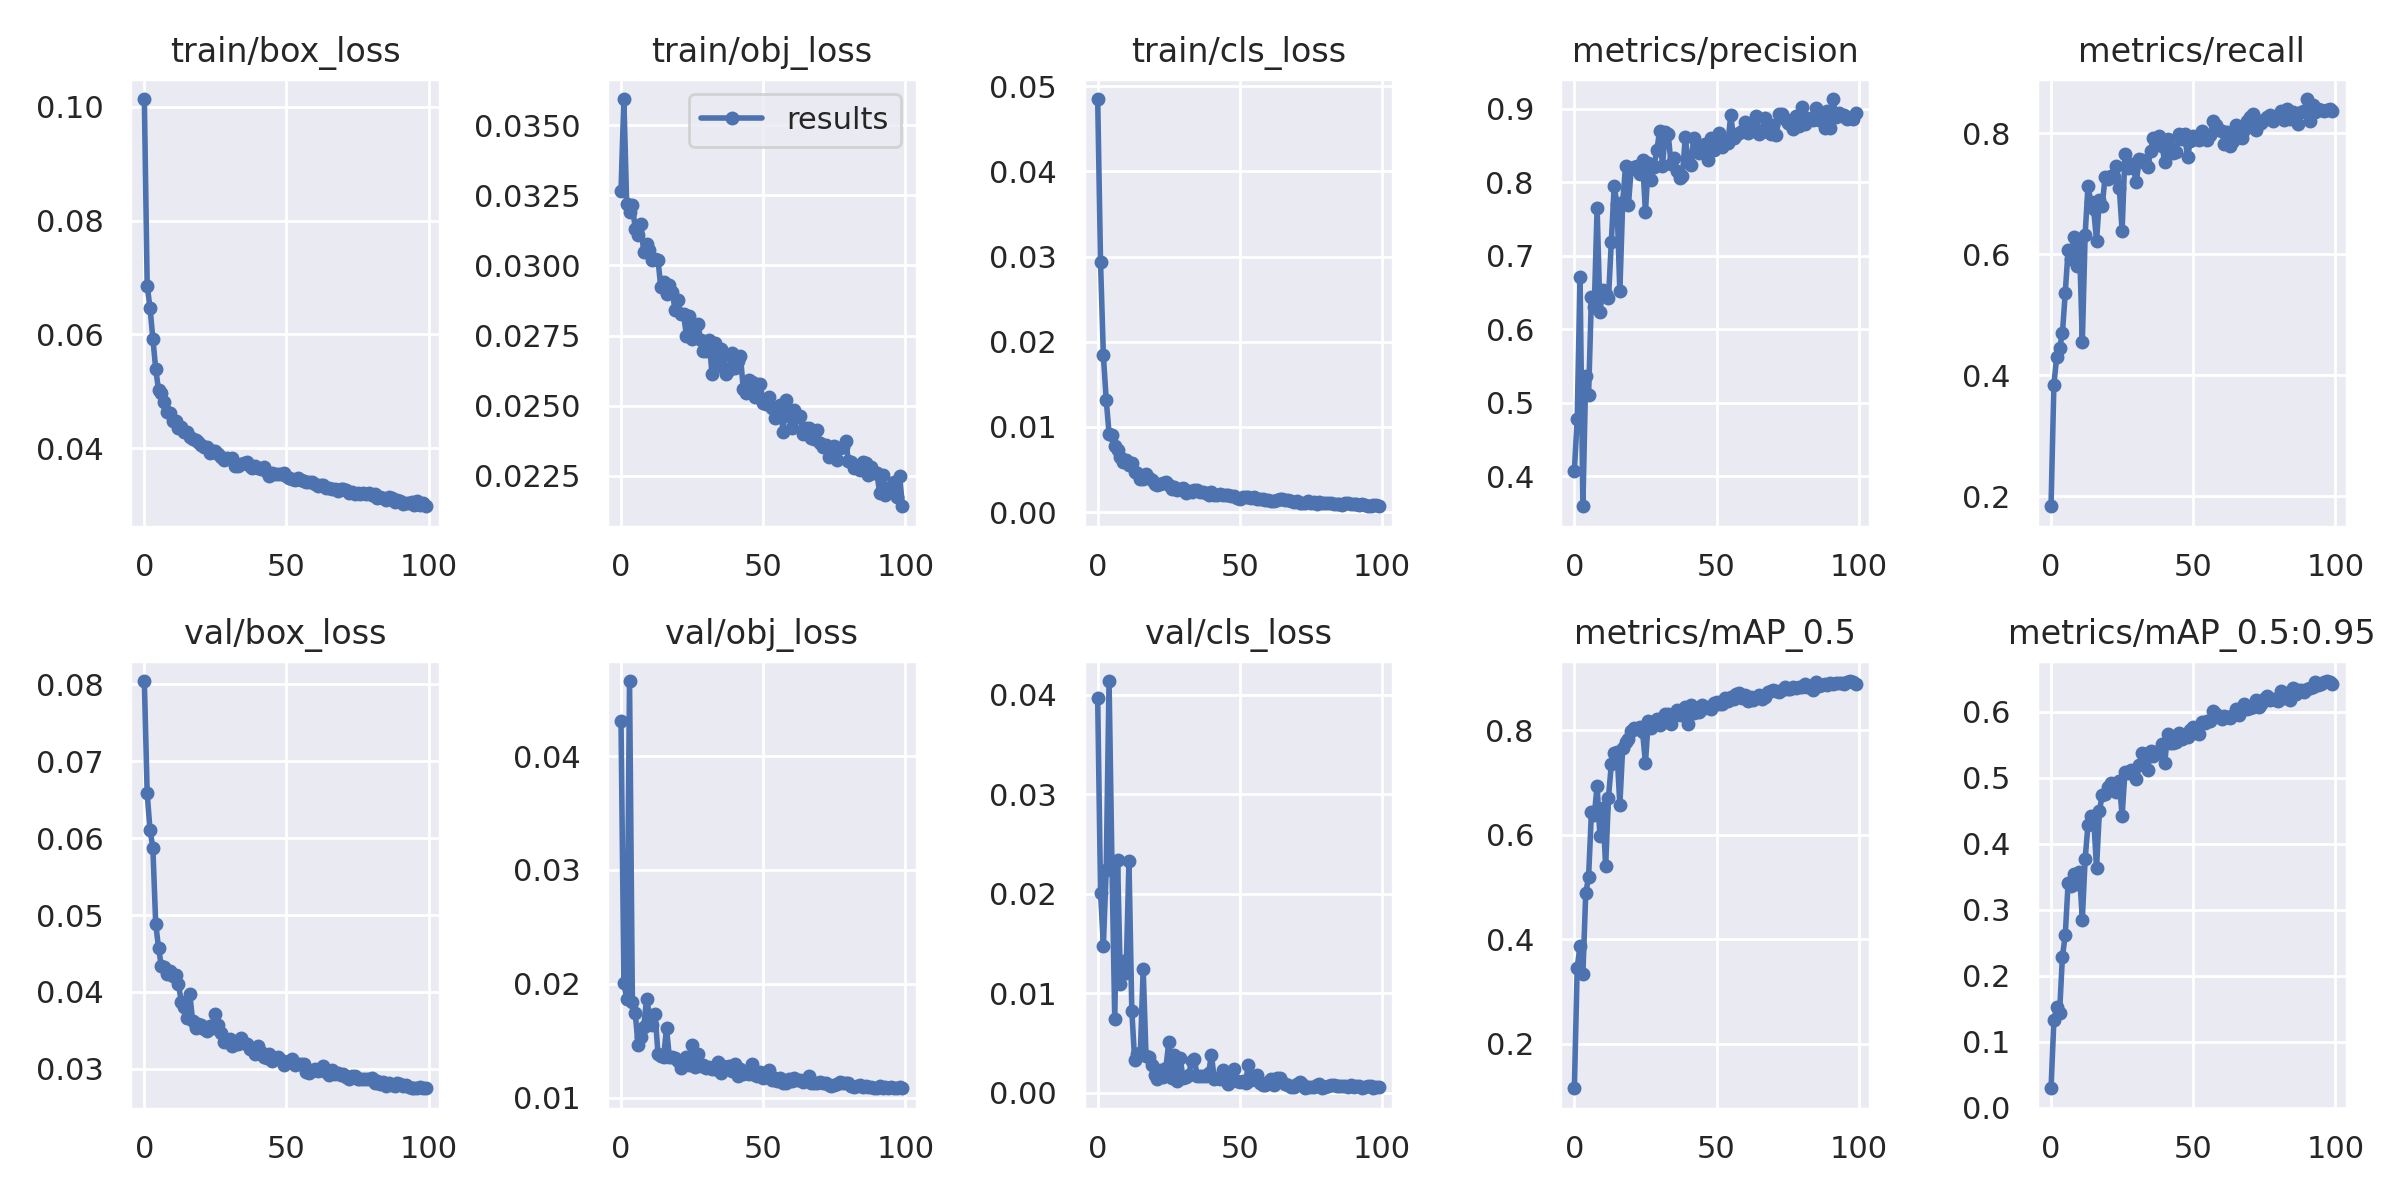 train/box_loss
0.10
0.08
0.06
0.04
0 50 100
train/obj_loss
results
0.0350
0.0325
0.0300
0.0275
0.0250
0.0225
0 50 100
train/cls_loss
0.05
0.04
0.03
0.02
0.01
0.00
0 50 100
metrics/precision
0.9
0.8
0.7
0.6
0.5
0.4
0 50 100
metrics/recall
0.8
0.6
0.4
0.2
0 50 100
val/box_loss
0.08
0.07
0.06
0.05
0.04
0.03
0 50 100
val/obj_loss
0.04
0.03
0.02
0.01
0 50 100
val/cls_loss
0.04
0.03
0.02
0.01
0.00
0 50 100
metrics/mAP_0.5
0.8
0.6
0.4
0.2
0 50 100
metrics/mAP_0.5:0.95
0.6
0.5
0.4
0.3
0.2
0.1
0.0
0 50 100